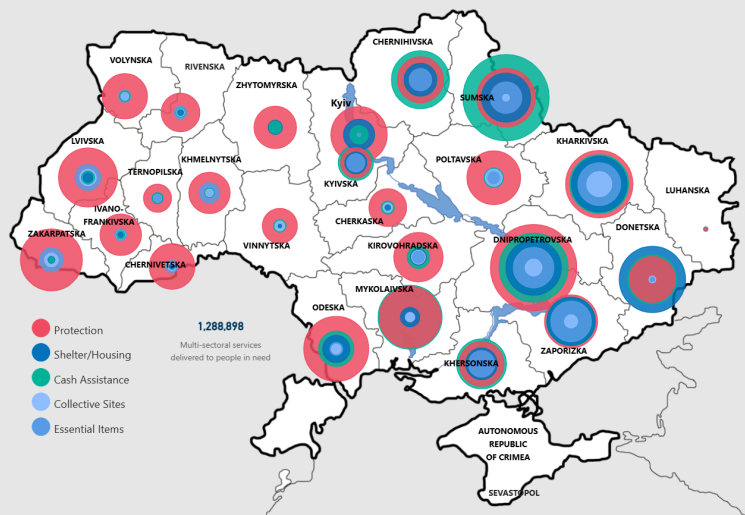 CHERNIHIVSKA
VOLYNSKA
RIVENSKA
ZHYTOMYRSKA
SUMSKA
Kyiv
LVIVSKA
KHARKIVSKA
KHMELNYTSKA
POLTAVSKA
TERNOPILSKA
KYIVSKA
LUHANSKA
IVANO-
FRANKIVSKA
CHERKASKA
DONETSKA
ZAKARPATSKA
VINNYTSKA
KIROVOHRADSKA
DNIPROPETROVSKA
CHERNIVETSKA
MYKOLAIVSKA
ODESKA
ZAPORIZKA
KHERSONSKA
1,288,898
Multi-sectoral services
delivered to people in need
Protection
Shelter/Housing
Cash Assistance
Collective Sites
Essential Items
AUTONOMOUS
REPUBLIC
OF CRIMEA
SEVASTOPOL